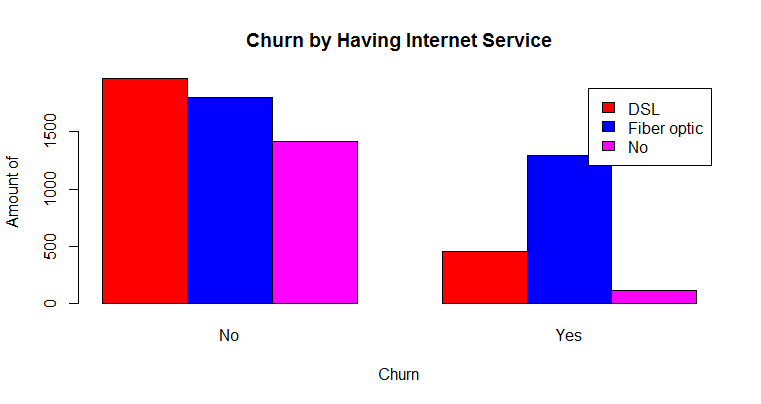 Churn by Having Internet Service
DSL
Fiber optic
No
Amount of
1500
1000
500
0
No
Yes
Churn